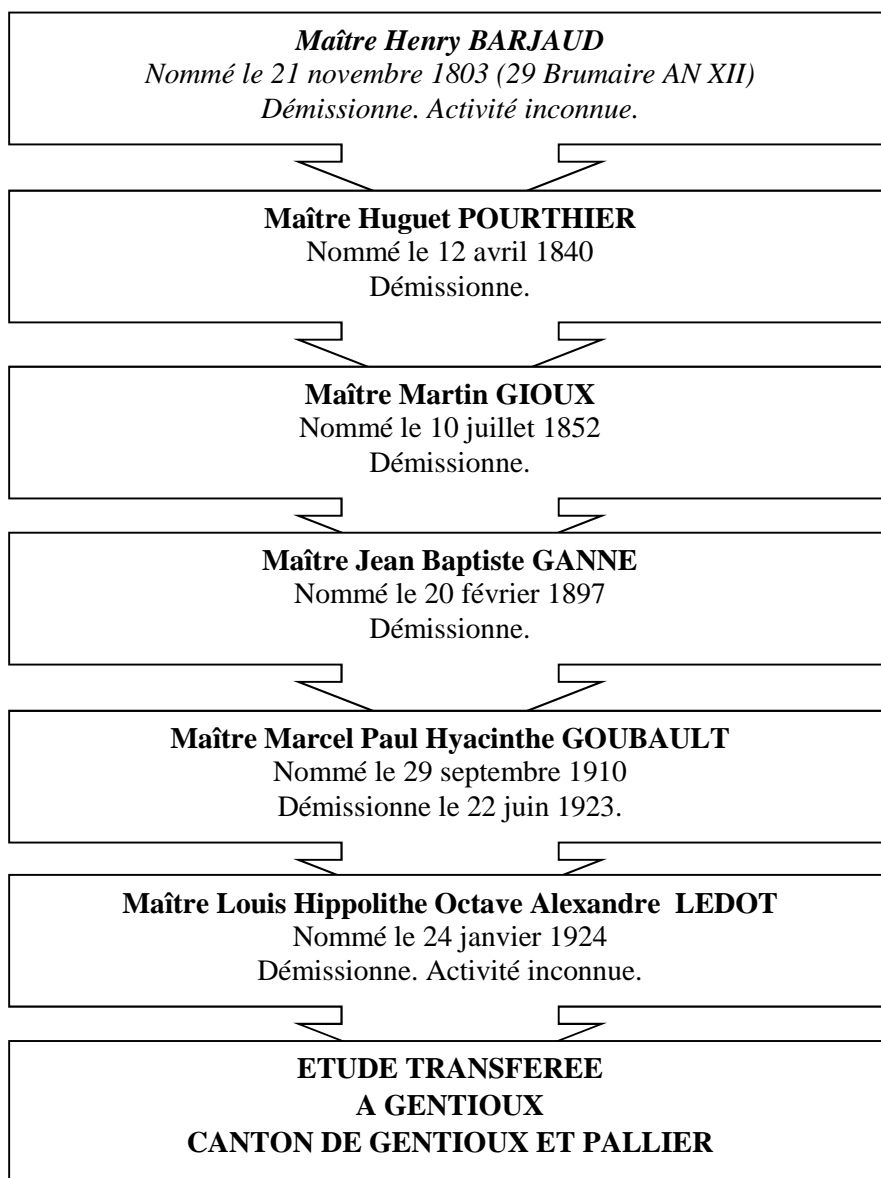 Maître Henry BARJAUD
Nommé le 21 novembre 1803 (29 Brumaire AN XII)
Démissionne. Activité inconnue.
Maître Huguet POURTHIER
Nommé le 12 avril 1840
Démissionne.
Maître Martin GIOUX
Nommé le 10 juillet 1852
Démissionne.
Maître Jean Baptiste GANNE
Nommé le 20 février 1897
Démissionne.
Maître Marcel Paul Hyacinthe GOUBAULT
Nommé le 29 septembre 1910
Démissionne le 22 juin 1923.
Maître Louis Hippolithe Octave Alexandre  LEDOT
Nommé le 24 janvier 1924
Démissionne. Activité inconnue.
ETUDE TRANSFEREE
A GENTIOUX
CANTON DE GENTIOUX ET PALLIER